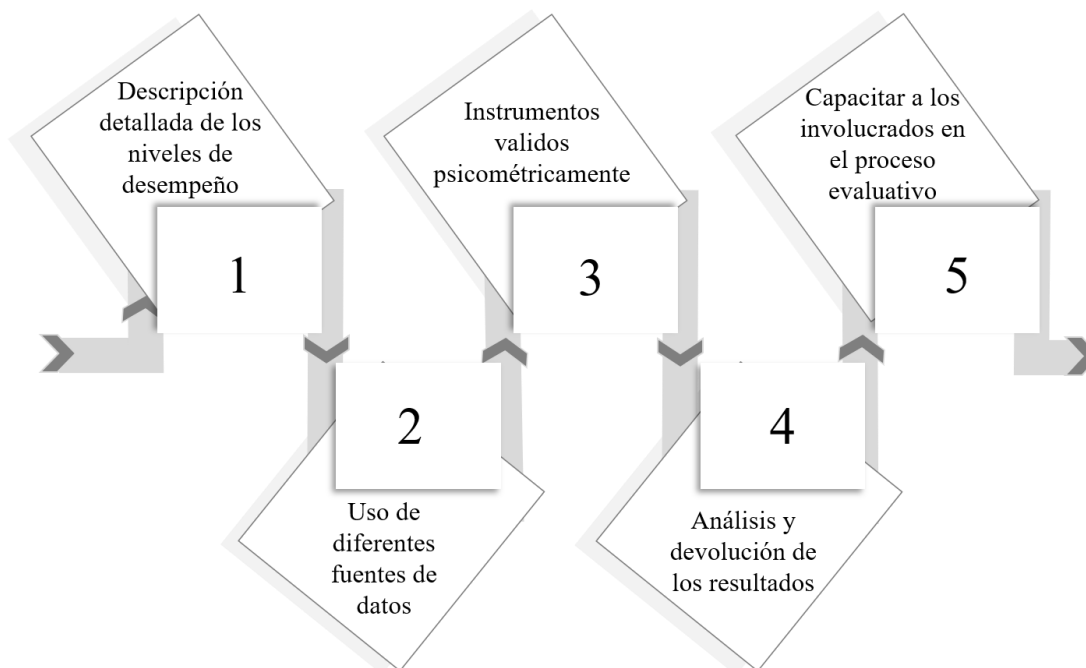 Descripción
detallada de los
niveles de
desempeño
1
2
Uso de
diferentes
fuentes de
datos
Instrumentos
validos
psicométricamente
3
4
Análisis y
devolución de
los resultados
Capacitar a los
involucrados en
el proceso
evaluativo
5